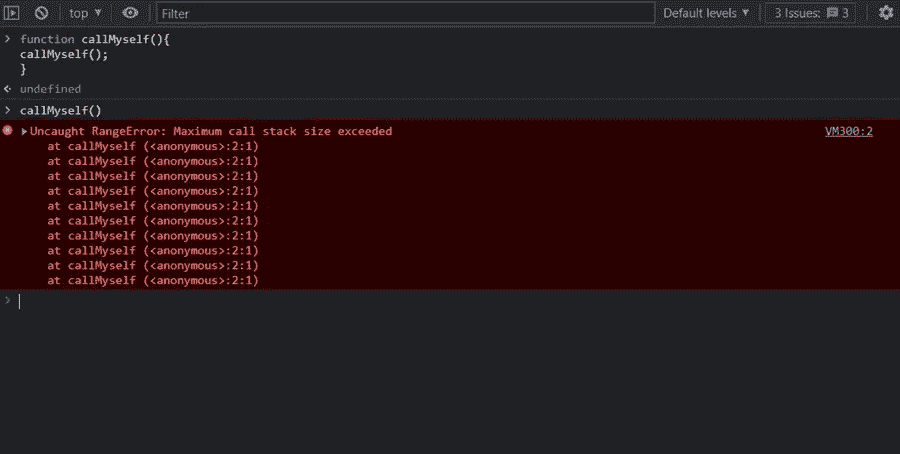 top ▼ Filter Default levels ▼ 3 Issues: 3
> function callMyself(){
callMyself();
}
undefined
> callMyself()
▶Uncaught RangeError: Maximum call stack size exceeded VM300:2
at callMyself (<anonymous>:2:1)
at callMyself (<anonymous>:2:1)
at callMyself (<anonymous>:2:1)
at callMyself (<anonymous>:2:1)
at callMyself (<anonymous>:2:1)
at callMyself (<anonymous>:2:1)
at callMyself (<anonymous>:2:1)
at callMyself (<anonymous>:2:1)
at callMyself (<anonymous>:2:1)
at callMyself (<anonymous>:2:1)
>